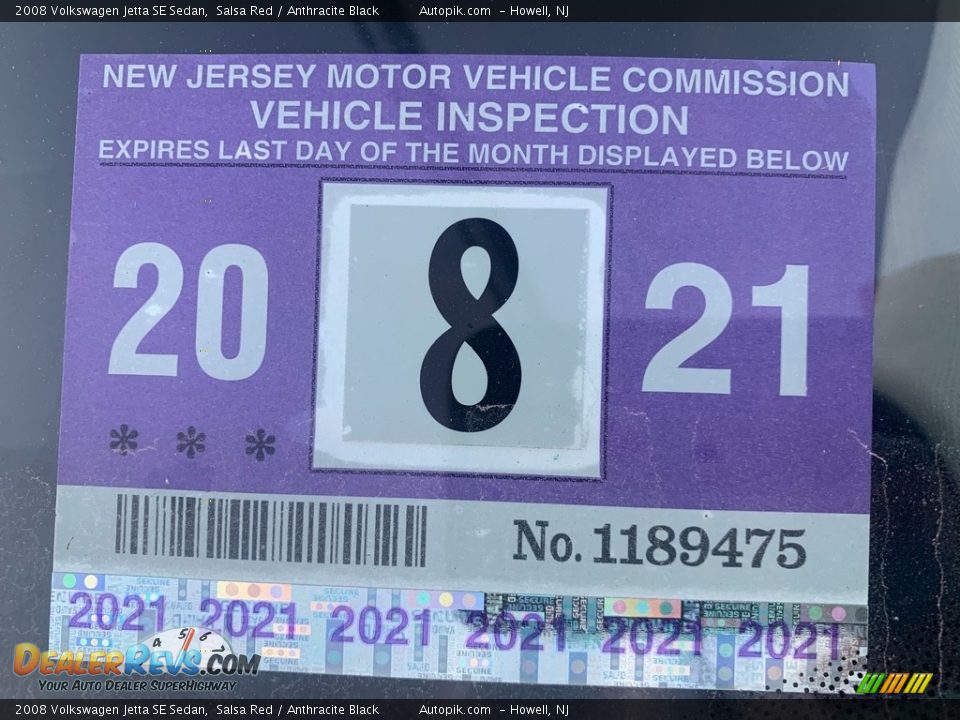 2008 Volkswagen Jetta SE Sedan, Salsa Red / Anthracite Black Autopik.com - Howell, NJ
NEW JERSEY MOTOR VEHICLE COMMISSION
VEHICLE INSPECTION
EXPIRES LAST DAY OF THE MONTH DISPLAYED BELOW
20 8 21
* * *
No. 1189475
2021 2021 2021 2021 2021 2021
DEALERREVS.COM
YOUR AUTO DEALER SUPERHIGHWAY
2008 Volkswagen Jetta SE Sedan, Salsa Red / Anthracite Black Autopik.com - Howell, NJ